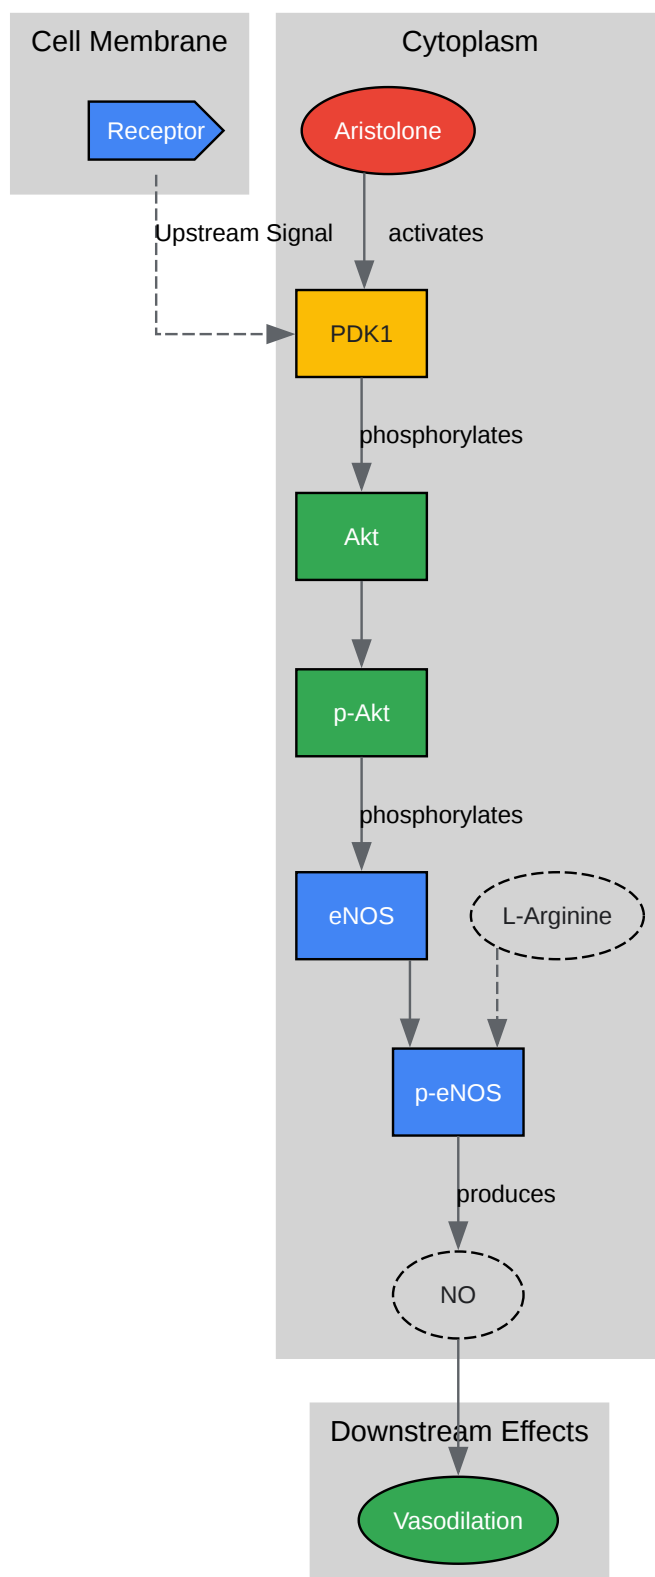 Cell Membrane
Cytoplasm
Receptor
Aristolone
Upstream Signal
activates
PDK1
phosphorylates
Akt
p-Akt
phosphorylates
eNOS
L-Arginine
p-eNOS
produces
NO
Downstream Effects
Vasodilation